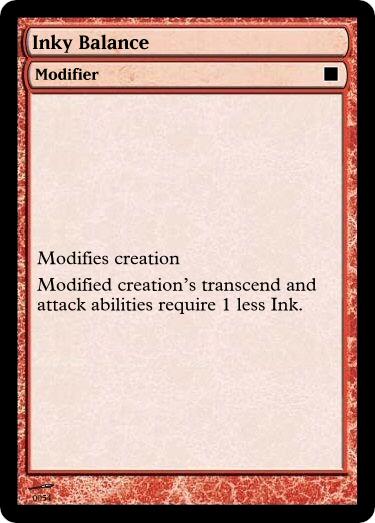 Inky Balance
Modifier
Modifies creation
Modified creation's transcend and
attack abilities require 1 less Ink.
0054